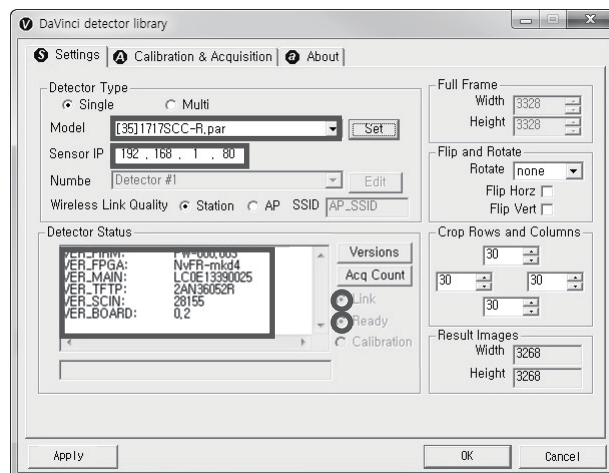 DaVinci detector library
Settings
Calibration & Acquisition
About
Detector Type
Single Multi
Model [35]1717SCC-R,par Set
Sensor IP 192 . 168 . 1 . 80
Numbe Detector #1 Edit
Wireless Link Quality Station AP SSID AP_SSID
Detector Status
VER_FPGA: NvFR-mkd4
VER_MAIN: LC0E13390025
VER_TFTP: 2AN36052R
VER_SCIN: 28155
VER_BOARD: 0,2
Versions
Acq Count
Link
Ready
Calibration
Full Frame
Width 3328
Height 3328
Flip and Rotate
Rotate none
Flip Horz
Flip Vert
Crop Rows and Columns
30
30 30
30
Result Images
Width 3268
Height 3268
Apply OK Cancel